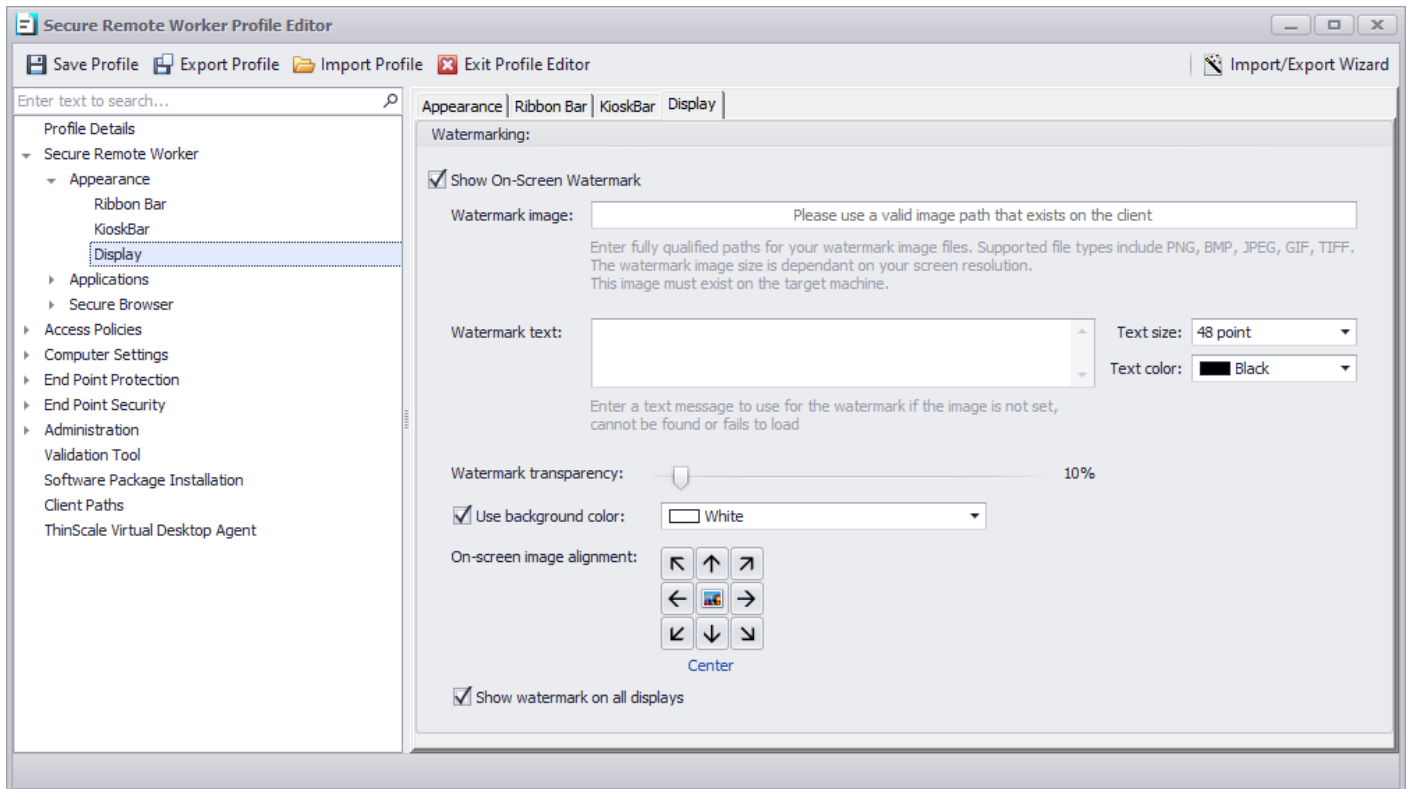 Secure Remote Worker Profile Editor
Save Profile Export Profile Import Profile Exit Profile Editor Import/Export Wizard
Enter text to search...
Profile Details
Secure Remote Worker
Appearance
Ribbon Bar
KioskBar
Display
Applications
Secure Browser
Access Policies
Computer Settings
End Point Protection
End Point Security
Administration
Validation Tool
Software Package Installation
Client Paths
ThinScale Virtual Desktop Agent
Appearance Ribbon Bar KioskBar Display
Watermarking:
Show On-Screen Watermark
Watermark image: Please use a valid image path that exists on the client
Enter fully qualified paths for your watermark image files. Supported file types include PNG, BMP, JPEG, GIF, TIFF.
The watermark image size is dependant on your screen resolution.
This image must exist on the target machine.
Watermark text: Text size: 48 point
Text color: Black
Enter a text message to use for the watermark if the image is not set,
cannot be found or fails to load
Watermark transparency: 10%
Use background color: White
On-screen image alignment:
Center
Show watermark on all displays